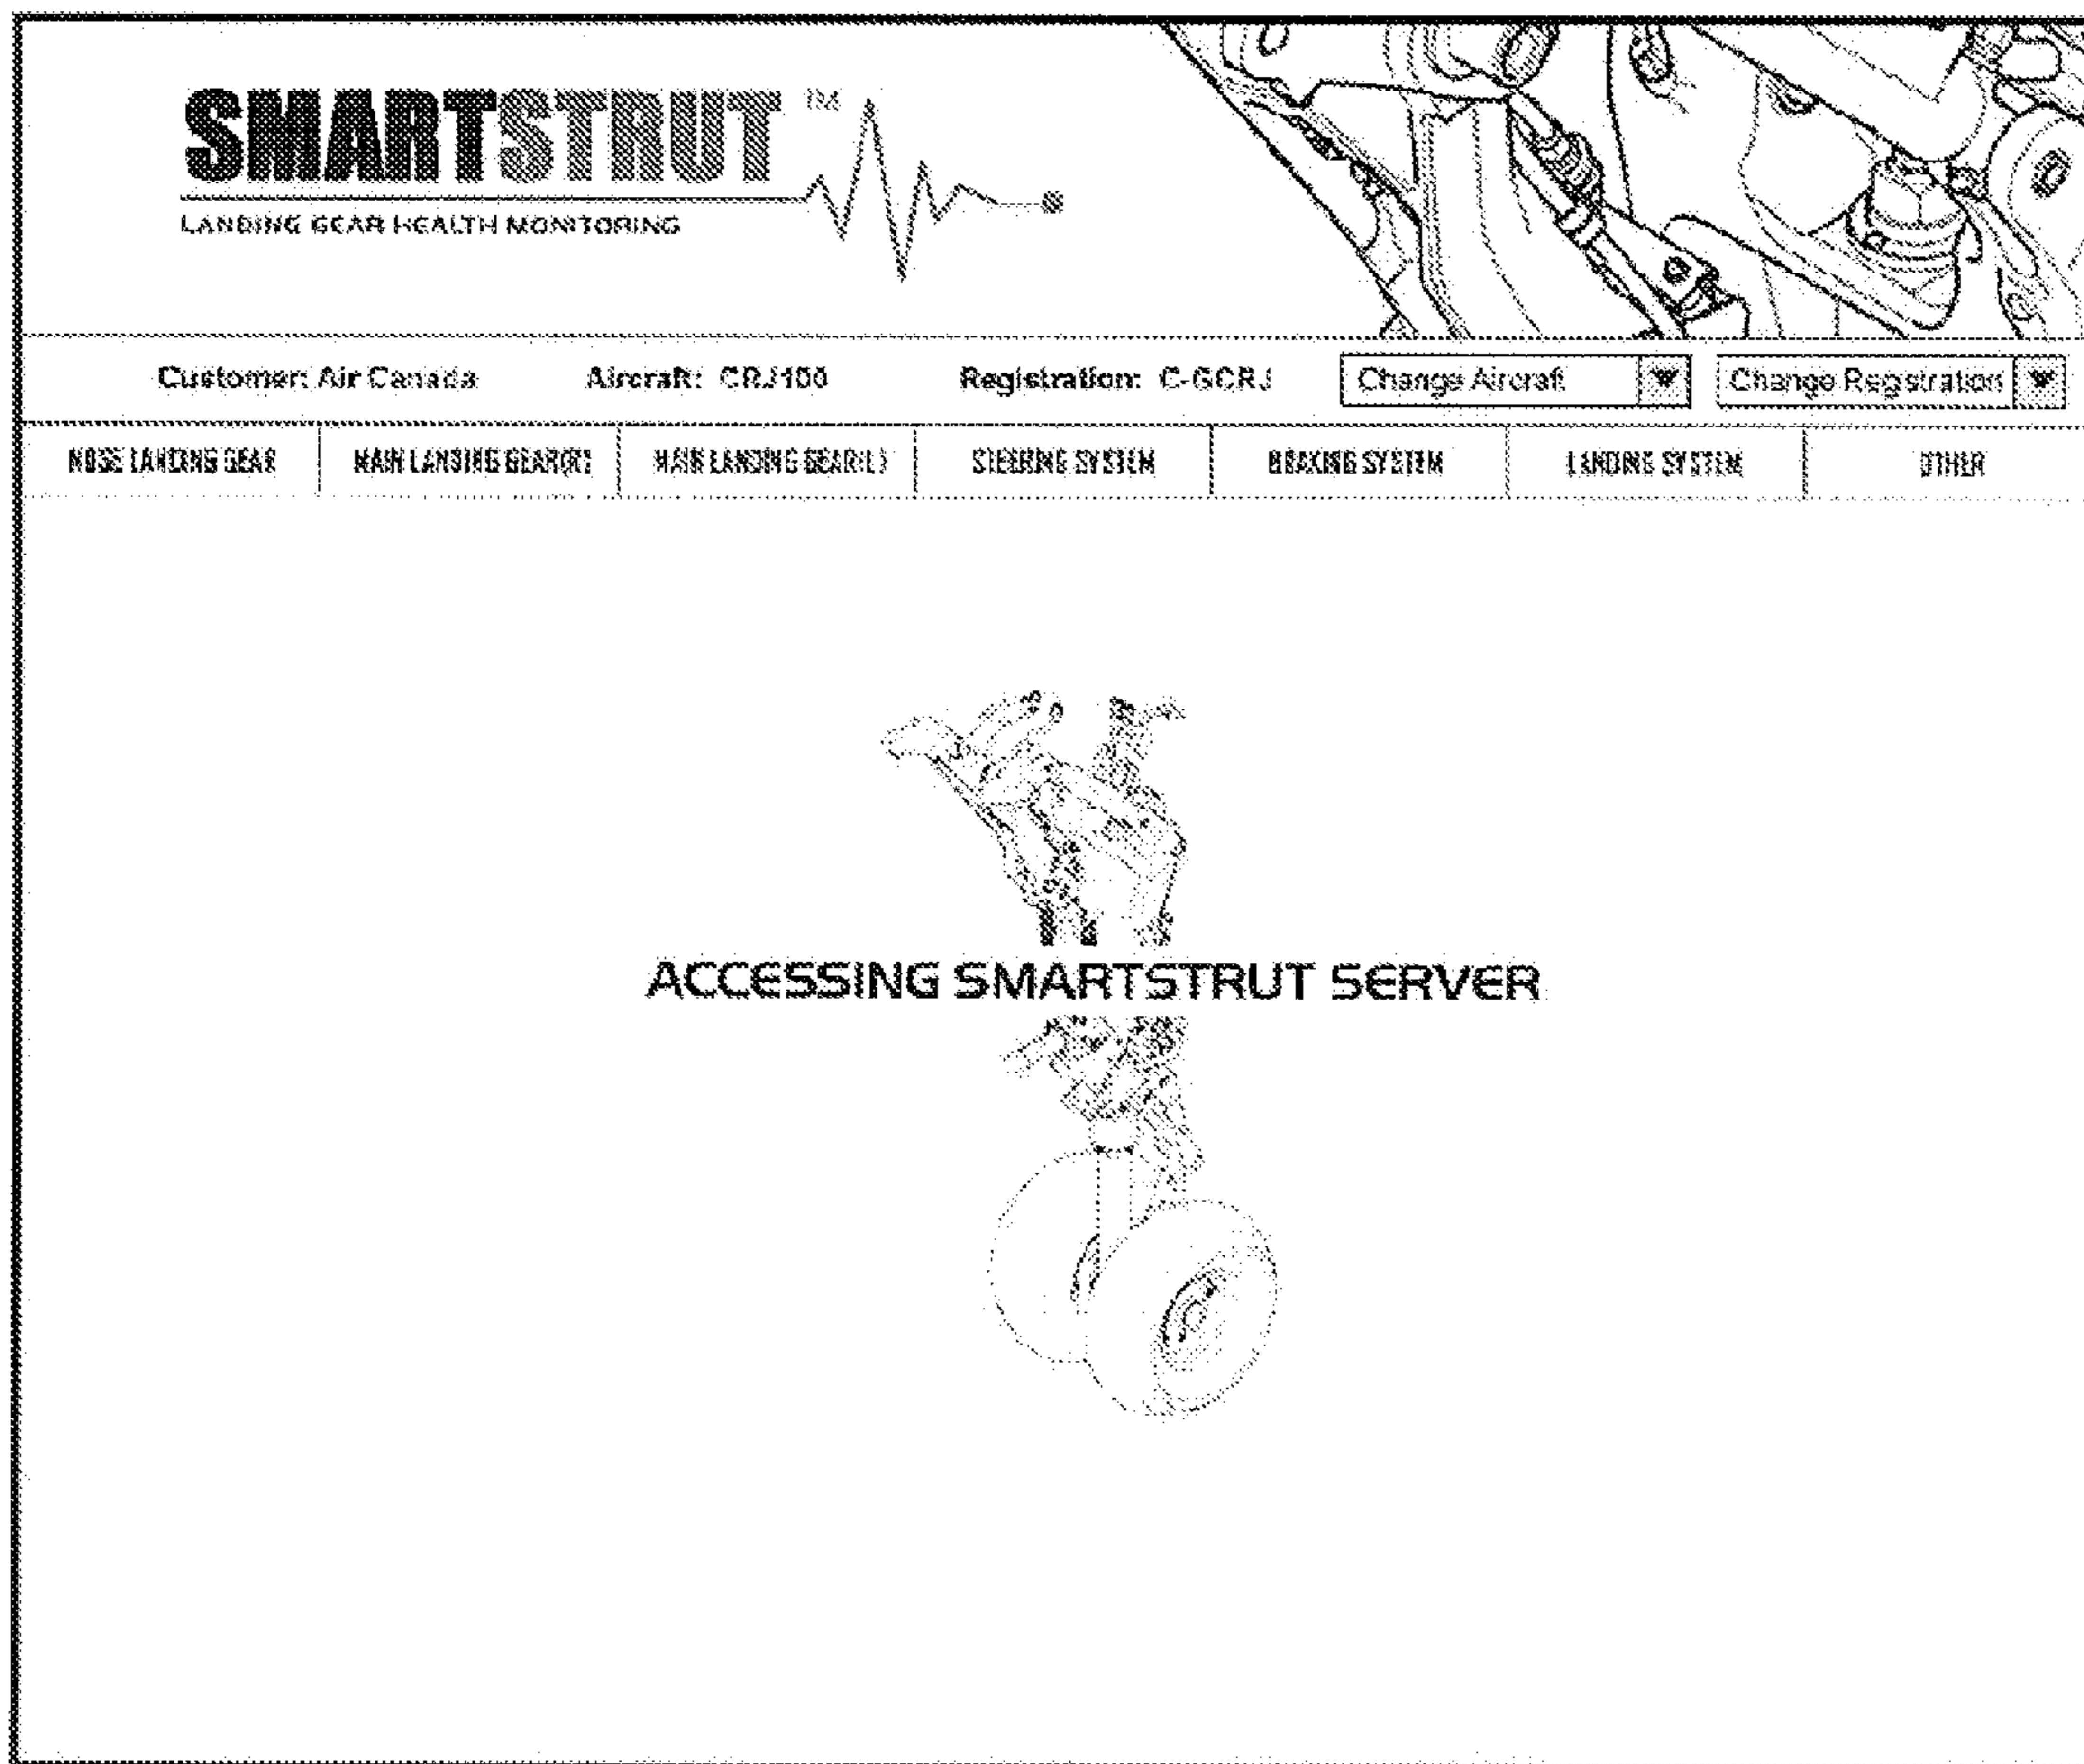 SMARTSTRUT ™
LANDING GEAR HEALTH MONITORING
Customer: Air Canada Aircraft: CRJ100 Registration: C-GCRJ Change Aircraft Change Registration
NOSE LANDING GEAR MAIN LANDING GEAR(R) MAIN LANDING GEAR(L) STEERING SYSTEM BRAKING SYSTEM LANDING SYSTEM OTHER
ACCESSING SMARTSTRUT SERVER